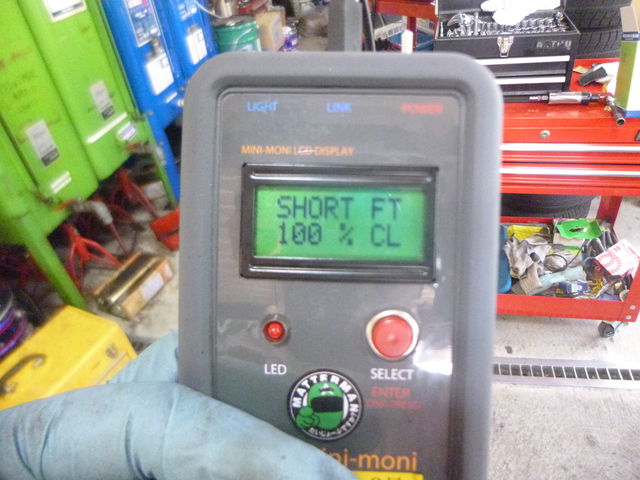 LIGHT LINK POWER
MINI-MONI LCD-DISPLAY
SHORT FT
100 % CL
LED
SELECT
ENTER
MATTERMAN
mini-moni